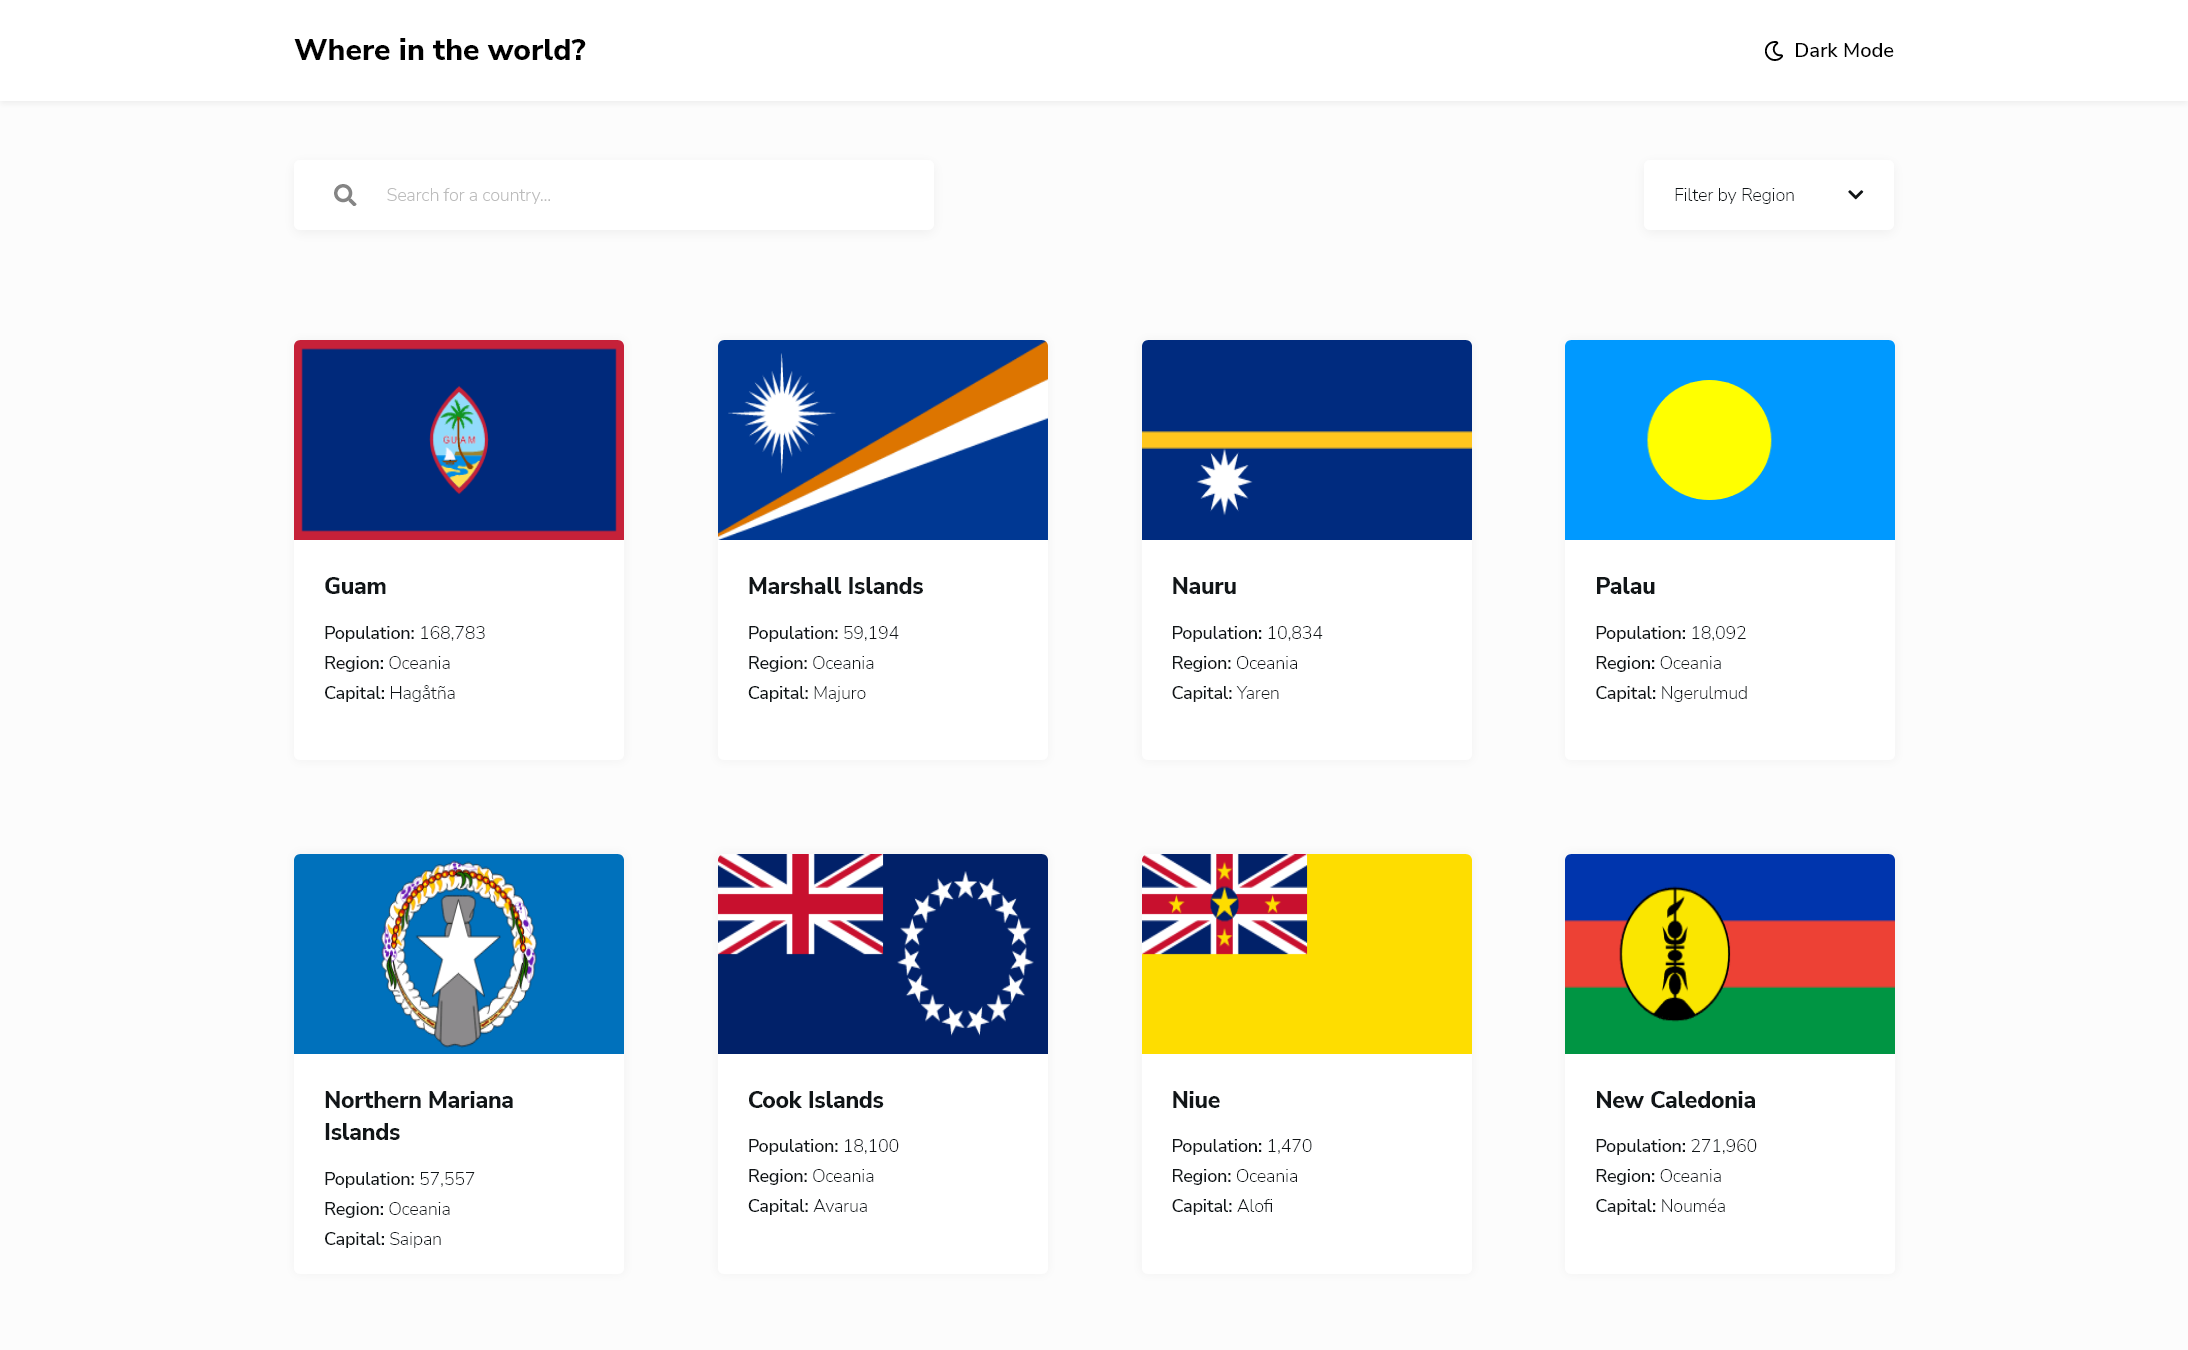 Where in the world?
Dark Mode
Search for a country...
Filter by Region
GUAM
Guam
Population: 168,783
Region: Oceania
Capital: Hagåtña
Marshall Islands
Population: 59,194
Region: Oceania
Capital: Majuro
Nauru
Population: 10,834
Region: Oceania
Capital: Yaren
Palau
Population: 18,092
Region: Oceania
Capital: Ngerulmud
Northern Mariana
Islands
Population: 57,557
Region: Oceania
Capital: Saipan
Cook Islands
Population: 18,100
Region: Oceania
Capital: Avarua
Niue
Population: 1,470
Region: Oceania
Capital: Alofi
New Caledonia
Population: 271,960
Region: Oceania
Capital: Nouméa